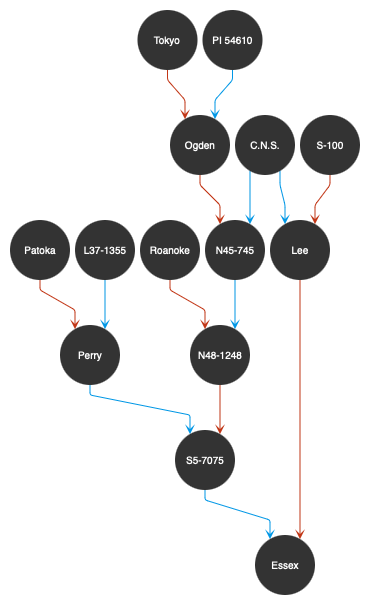 Tokyo
PI 54610
Ogden
C.N.S.
S-100
Patoka
L37-1355
Roanoke
N45-745
Lee
Perry
N48-1248
S5-7075
Essex